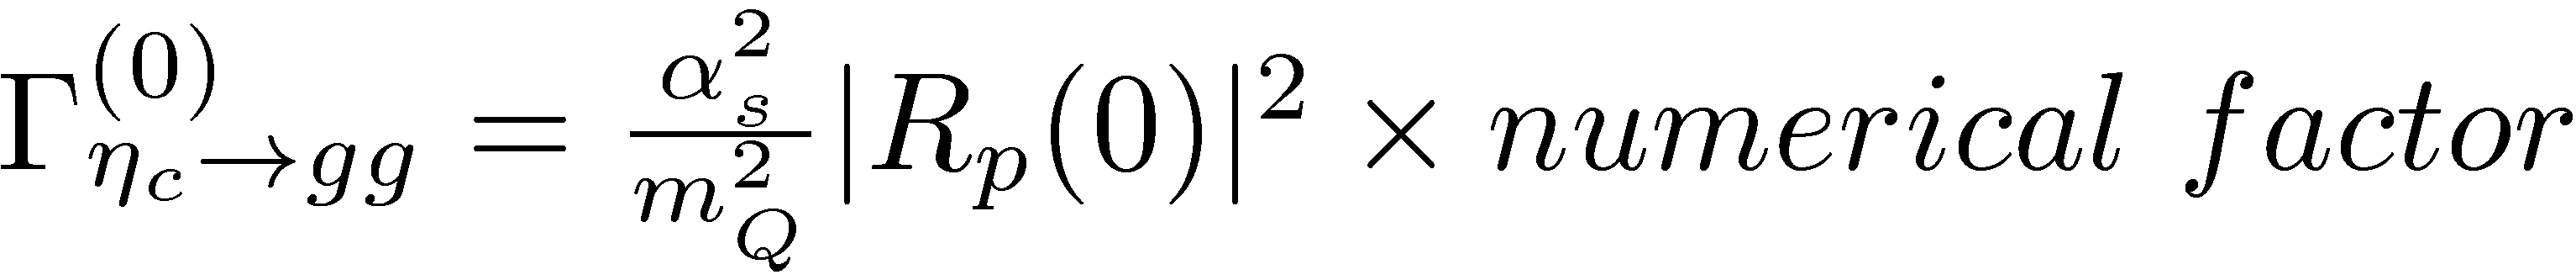 Γ^{(0)}_{η_c→gg} = \frac{α_s^2}{m_Q^2}|R_p(0)|^2 × numerical factor